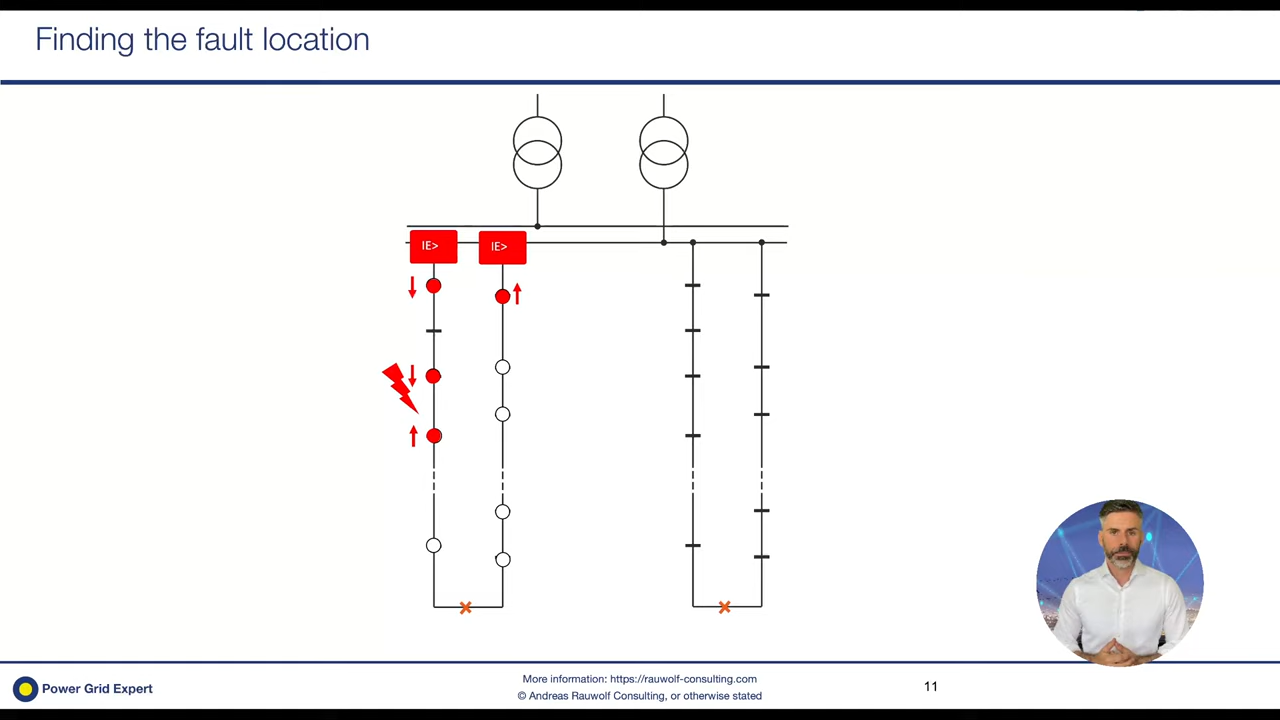 Finding the fault location
IE>
IE>
More information: https://rauwolf-consulting.com
Power Grid Expert
© Andreas Rauwolf Consulting, or otherwise stated
11